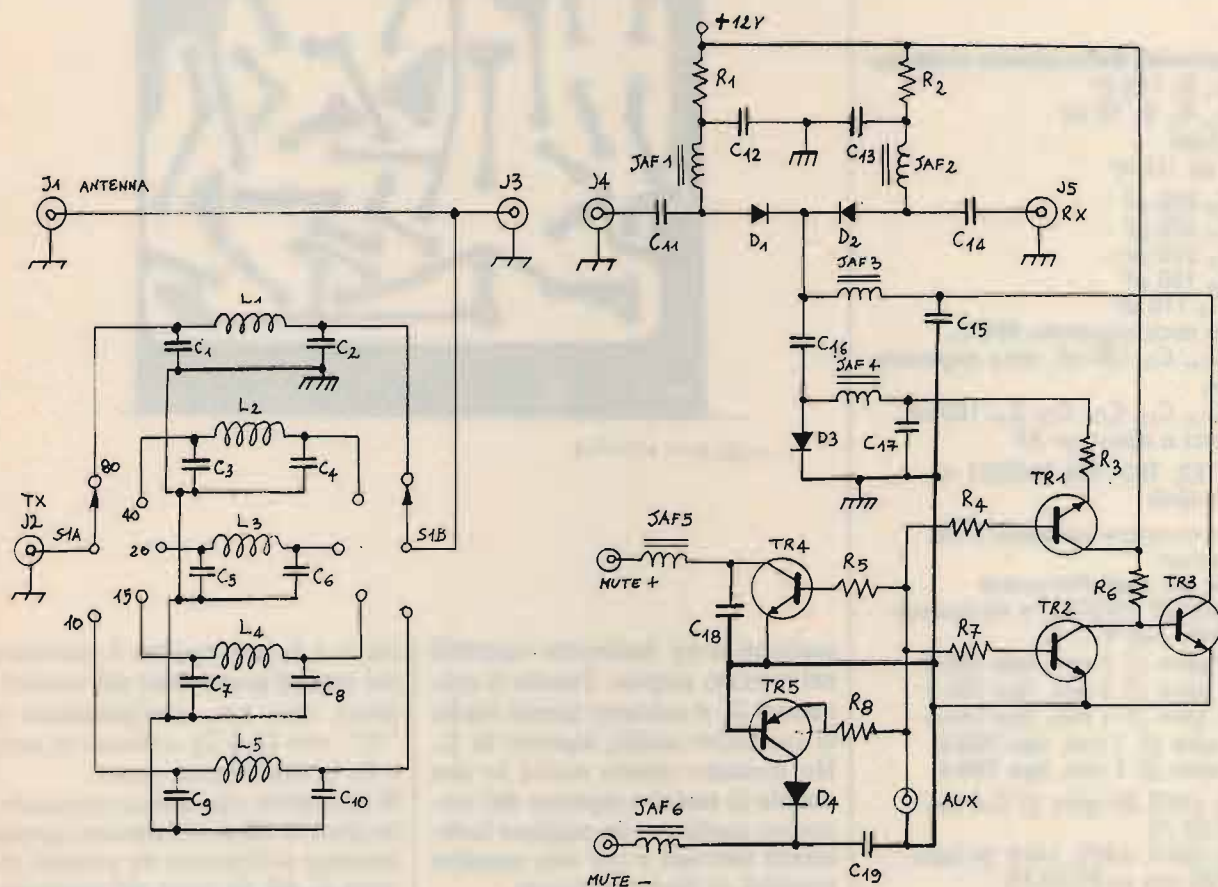 +12V
R1
R2
C12
C13
JAF1
JAF2
J1 ANTENNA
J3
J4
J5
RX
C11
D1
D2
C14
JAF3
C15
L1
C1
C2
C16
JAF4
L2
C3
C4
D3
C17
R3
80
40
TR1
R4
TX
J2
S1A
S1B
L3
20
C5
C6
JAF5
MUTE +
TR4
R5
R6
TR3
15
10
L4
C7
C8
C18
R7
TR2
TR5
R8
L5
C9
C10
D4
AUX
JAF6
MUTE –
C19